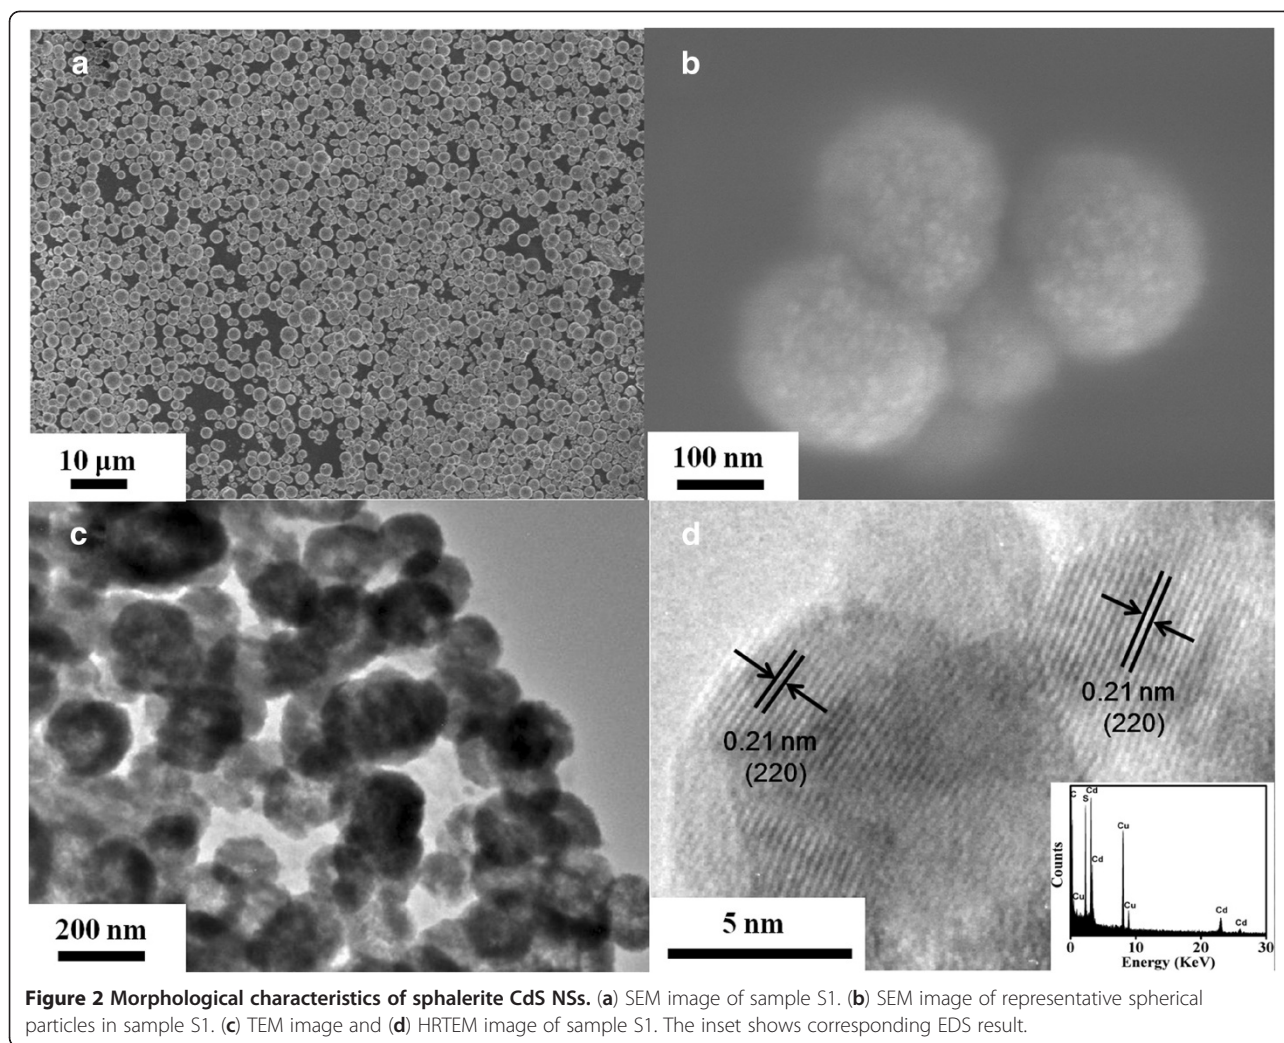 a
b
10 μm
100 nm
c
d
0.21 nm
(220)
0.21 nm
(220)
200 nm
5 nm
Counts
C
S
Cd
Cd
Cu
Cu
Cu
Cd
Cd
0
10
20
30
Energy (KeV)
Figure 2 Morphological characteristics of sphalerite CdS NSs. (a) SEM image of sample S1. (b) SEM image of representative spherical
particles in sample S1. (c) TEM image and (d) HRTEM image of sample S1. The inset shows corresponding EDS result.